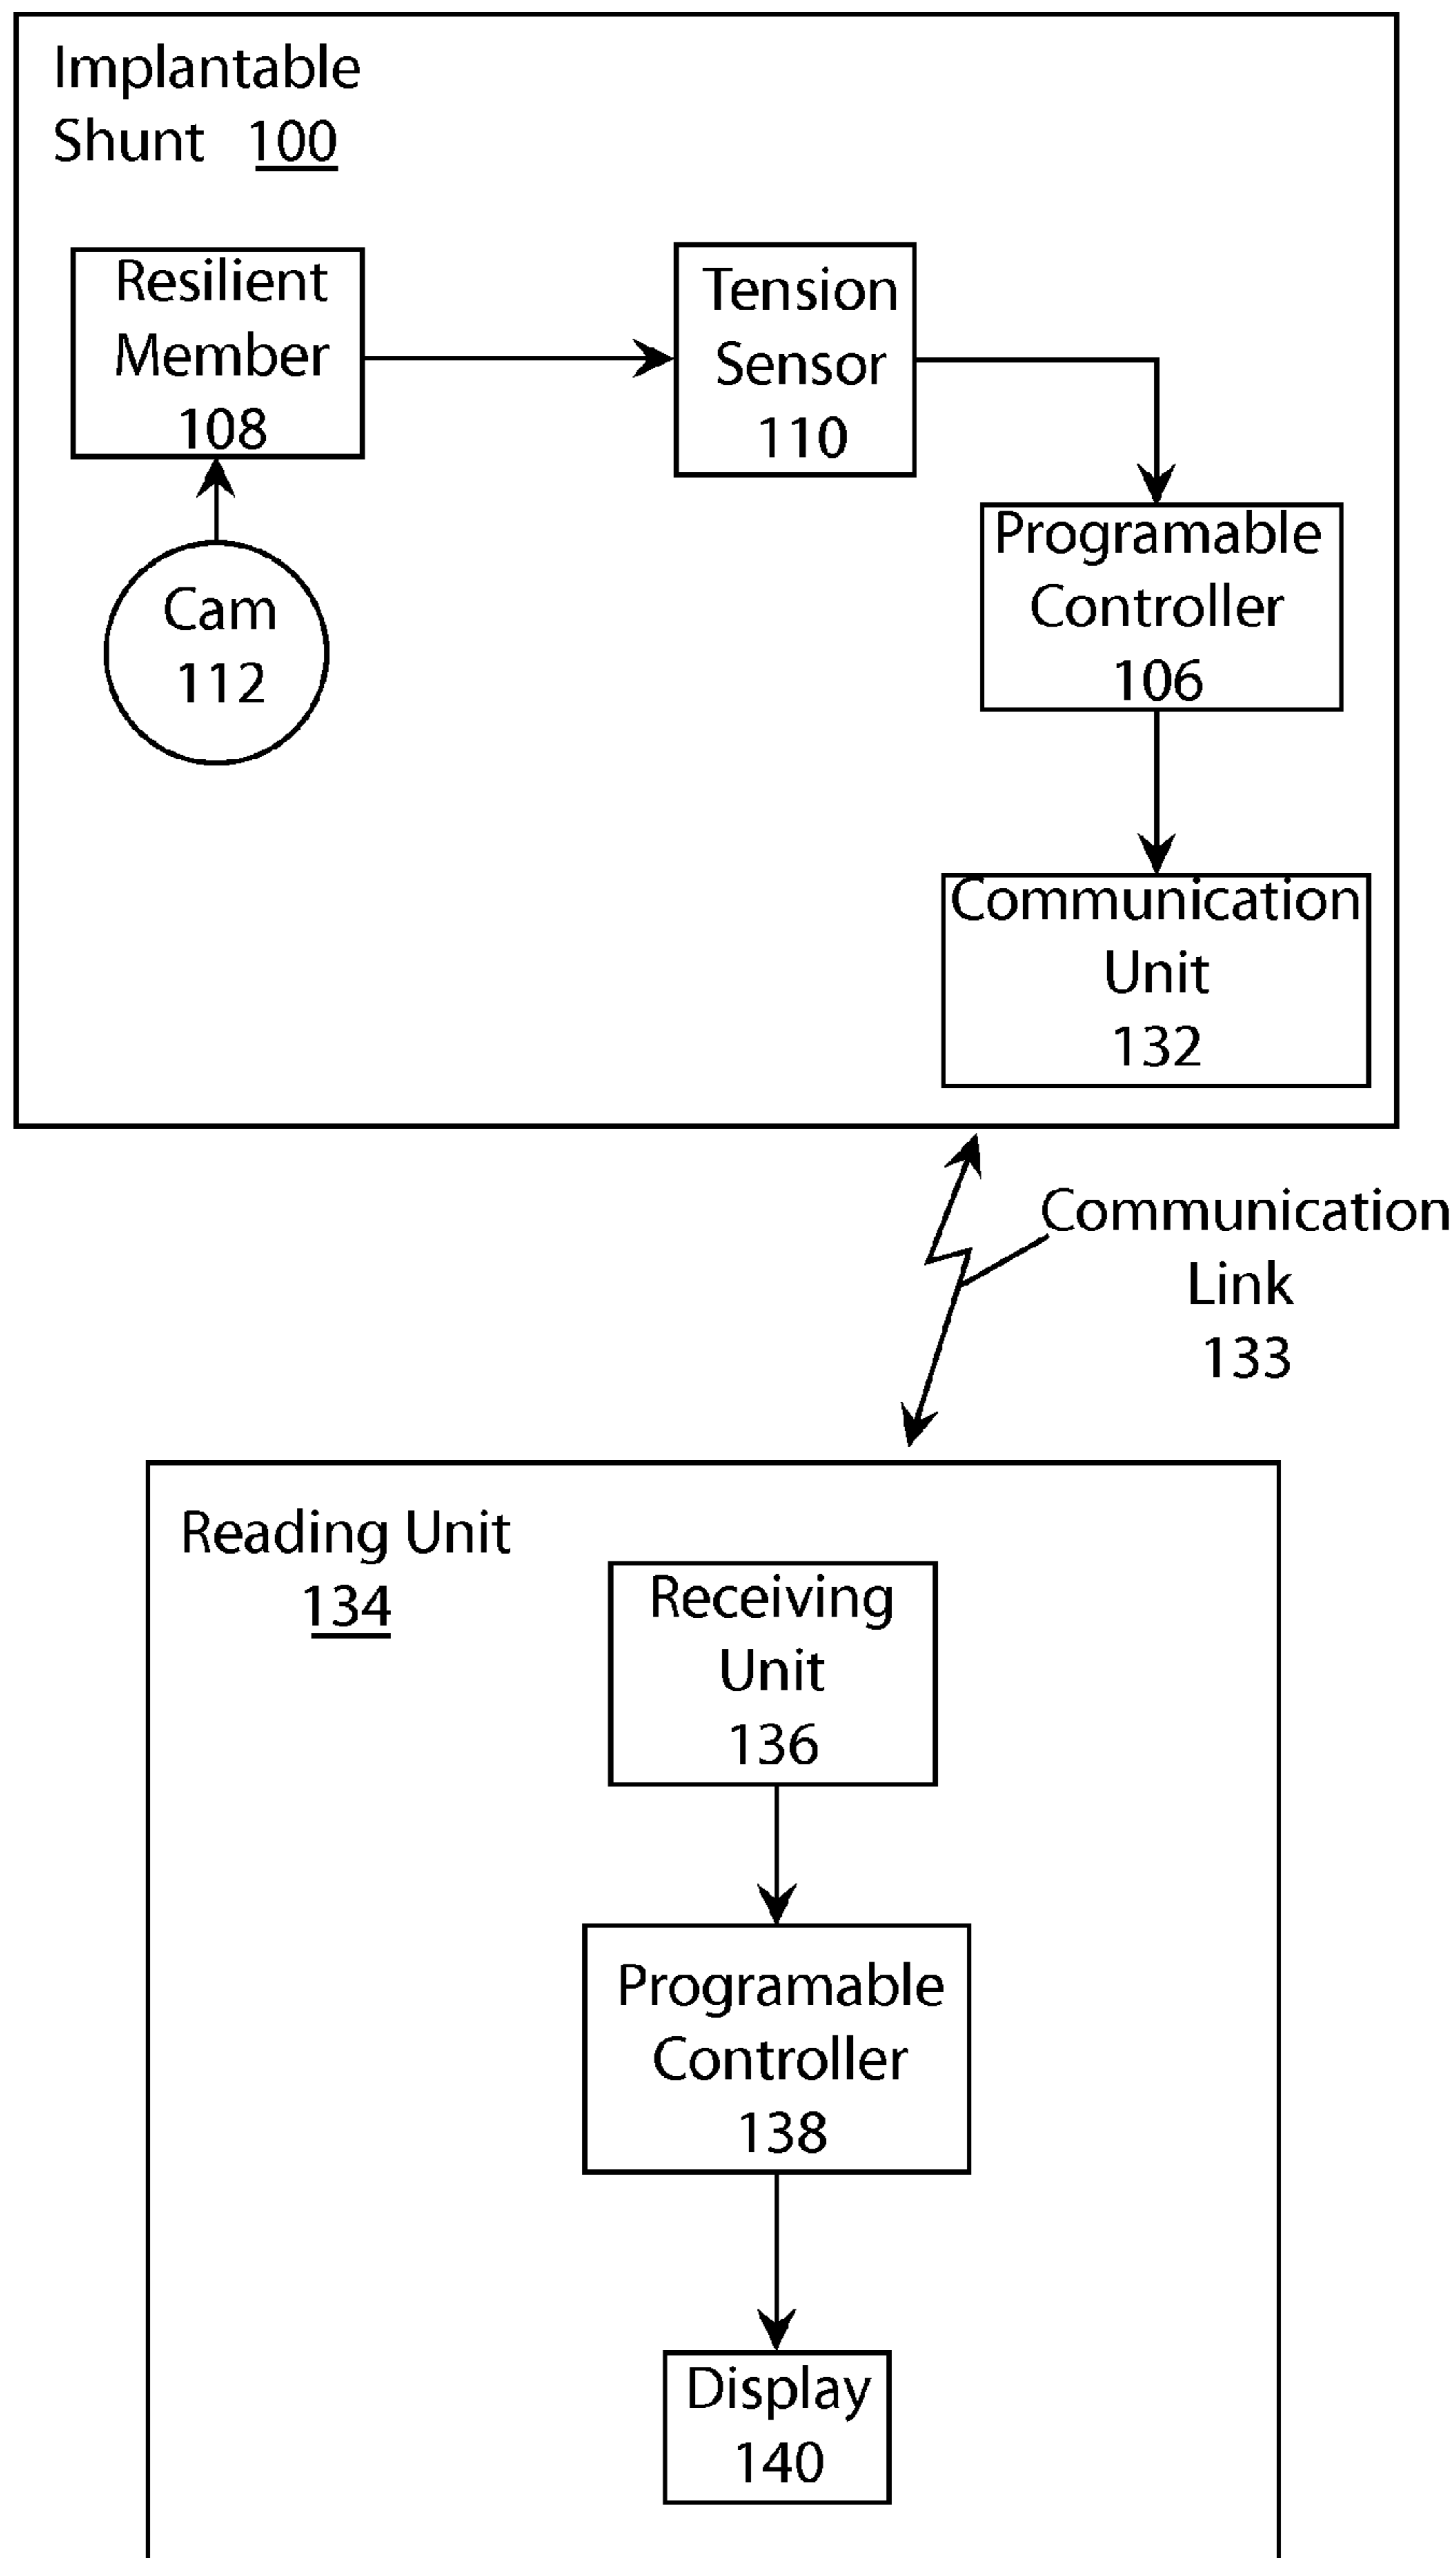 Implantable
Shunt 100
Resilient
Member
108
Tension
Sensor
110
Cam
112
Programable
Controller
106
Communication
Unit
132
Communication
Link
133
Reading Unit
134
Receiving
Unit
136
Programable
Controller
138
Display
140